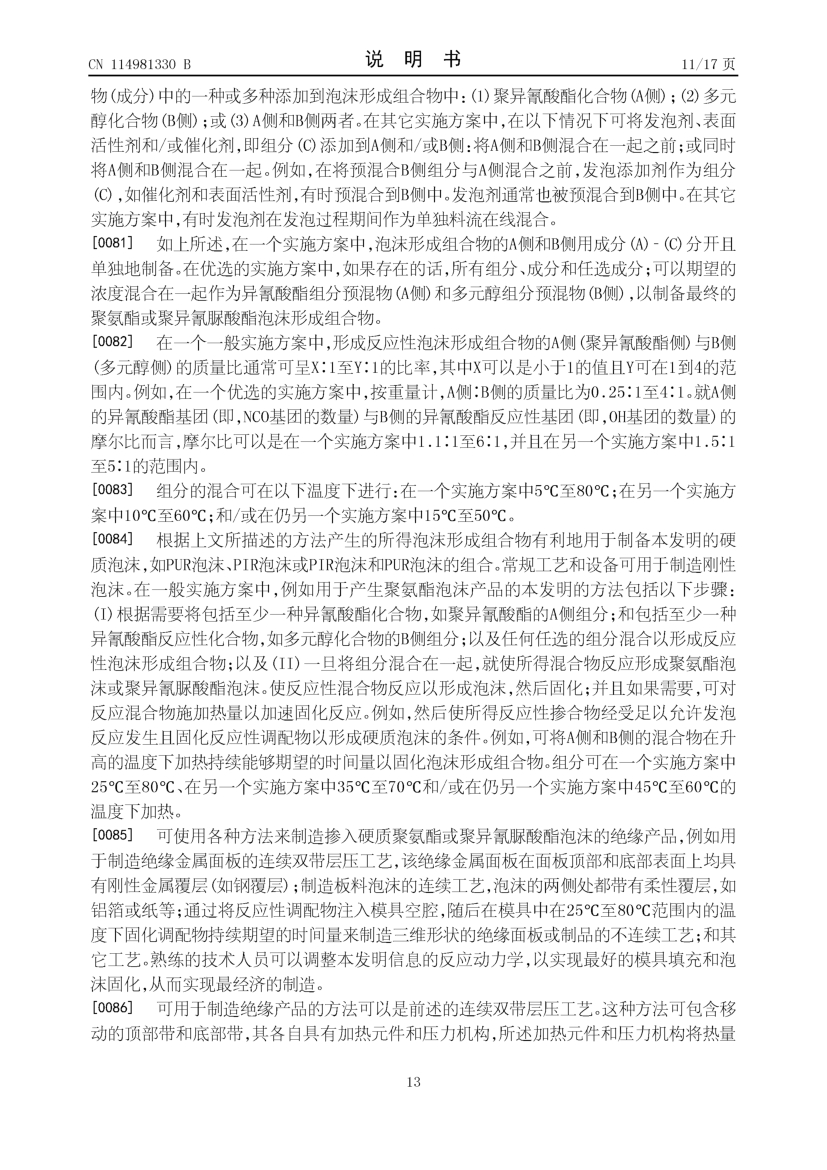 CN 114981330 B
说 明 书
11/17 页
物(成分)中的一种或多种添加到泡沫形成组合物中:(1)聚异氰酸酯化合物(A侧);(2)多元
醇化合物(B侧);或(3)A侧和B侧两者。在其它实施方案中,在以下情况下可将发泡剂、表面
活性剂和/或催化剂,即组分(C)添加到A侧和/或B侧:将A侧和B侧混合在一起之前;或同时
将A侧和B侧混合在一起。例如,在将预混合B侧组分与A侧混合之前,发泡添加剂作为组分
(C),如催化剂和表面活性剂,有时预混合到B侧中。发泡剂通常也被预混合到B侧中。在其它
实施方案中,有时发泡剂在发泡过程期间作为单独料流在线混合。
[0081] 如上所述,在一个实施方案中,泡沫形成组合物的A侧和B侧用成分(A)-(C)分开且
单独地制备。在优选的实施方案中,如果存在的话,所有组分、成分和任选成分;可以期望的
浓度混合在一起作为异氰酸酯组分预混物(A侧)和多元醇组分预混物(B侧),以制备最终的
聚氨酯或聚异氰脲酸酯泡沫形成组合物。
[0082] 在一个一般实施方案中,形成反应性泡沫形成组合物的A侧(聚异氰酸酯侧)与B侧
(多元醇侧)的质量比通常可呈X∶1至Y∶1的比率,其中X可以是小于1的值且Y可在1到4的范
围内。例如,在一个优选的实施方案中,按重量计,A侧∶B侧的质量比为0.25∶1至4∶1。就A侧
的异氰酸酯基团(即,NCO基团的数量)与B侧的异氰酸酯反应性基团(即,OH基团的数量)的
摩尔比而言,摩尔比可以是在一个实施方案中1.1∶1至6∶1,并且在另一个实施方案中1.5∶1
至5∶1的范围内。
[0083] 组分的混合可在以下温度下进行:在一个实施方案中5℃至80℃;在另一个实施方
案中10℃至60℃;和/或在仍另一个实施方案中15℃至50℃。
[0084] 根据上文所描述的方法产生的所得泡沫形成组合物有利地用于制备本发明的硬
质泡沫,如PUR泡沫、PIR泡沫或PIR泡沫和PUR泡沫的组合。常规工艺和设备可用于制造刚性
泡沫。在一般实施方案中,例如用于产生聚氨酯泡沫产品的本发明的方法包括以下步骤:
(I)根据需要将包括至少一种异氰酸酯化合物,如聚异氰酸酯的A侧组分;和包括至少一种
异氰酸酯反应性化合物,如多元醇化合物的B侧组分;以及任何任选的组分混合以形成反应
性泡沫形成组合物;以及(II)一旦将组分混合在一起,就使所得混合物反应形成聚氨酯泡
沫或聚异氰脲酸酯泡沫。使反应性混合物反应以形成泡沫,然后固化;并且如果需要,可对
反应混合物施加热量以加速固化反应。例如,然后使所得反应性掺合物经受足以允许发泡
反应发生且固化反应性调配物以形成硬质泡沫的条件。例如,可将A侧和B侧的混合物在升
高的温度下加热持续能够期望的时间量以固化泡沫形成组合物。组分可在一个实施方案中
25℃至80℃、在另一个实施方案中35℃至70℃和/或在仍另一个实施方案中45℃至60℃的
温度下加热。
[0085] 可使用各种方法来制造掺入硬质聚氨酯或聚异氰脲酸酯泡沫的绝缘产品,例如用
于制造绝缘金属面板的连续双带层压工艺,该绝缘金属面板在面板顶部和底部表面上均具
有刚性金属覆层(如钢覆层);制造板料泡沫的连续工艺,泡沫的两侧处都带有柔性覆层,如
铝箔或纸等;通过将反应性调配物注入模具空腔,随后在模具中在25℃至80℃范围内的温
度下固化调配物持续期望的时间量来制造三维形状的绝缘面板或制品的不连续工艺;和其
它工艺。熟练的技术人员可以调整本发明信息的反应动力学,以实现最好的模具填充和泡
沫固化,从而实现最经济的制造。
[0086] 可用于制造绝缘产品的方法可以是前述的连续双带层压工艺。这种方法可包含移
动的顶部带和底部带,其各自具有加热元件和压力机构,所述加热元件和压力机构将热量
13